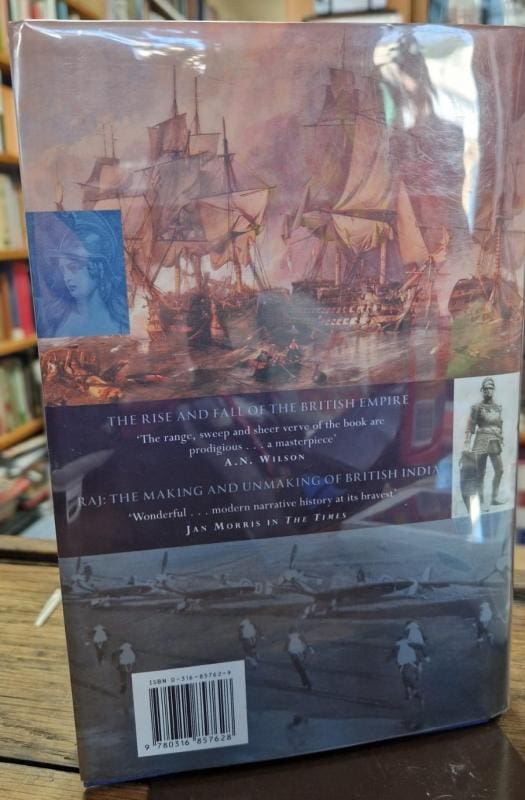 THE RISE AND FALL OF THE BRITISH EMPIRE
'The range, sweep and sheer verve of the book are
prodigious . . . a masterpiece'
A.N. WILSON
RAJ: THE MAKING AND UNMAKING OF BRITISH INDIA
'Wonderful . . . modern narrative history at its bravest'
JAN MORRIS IN THE TIMES
ISBN 0-316-85762-9
9 780316 857628